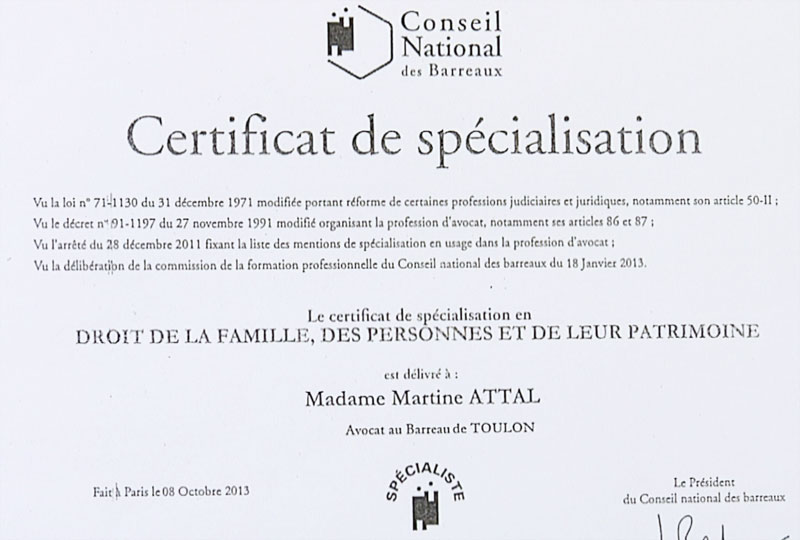 Conseil
National
des Barreaux
Certificat de spécialisation
Vu la loi n° 71-1130 du 31 décembre 1971 modifiée portant réforme de certaines professions judiciaires et juridiques, notamment son article 50-II ;
Vu le décret n° 91-1197 du 27 novembre 1991 modifié organisant la profession d'avocat, notamment ses articles 86 et 87 ;
Vu l'arrêté du 28 décembre 2011 fixant la liste des mentions de spécialisation en usage dans la profession d'avocat ;
Vu la délibération de la commission de la formation professionnelle du Conseil national des barreaux du 18 Janvier 2013.
Le certificat de spécialisation en
DROIT DE LA FAMILLE, DES PERSONNES ET DE LEUR PATRIMOINE
est délivré à :
Madame Martine ATTAL
Avocat au Barreau de TOULON
SPÉCIALISTE
Fait à Paris le 08 Octobre 2013
Le Président
du Conseil national des barreaux